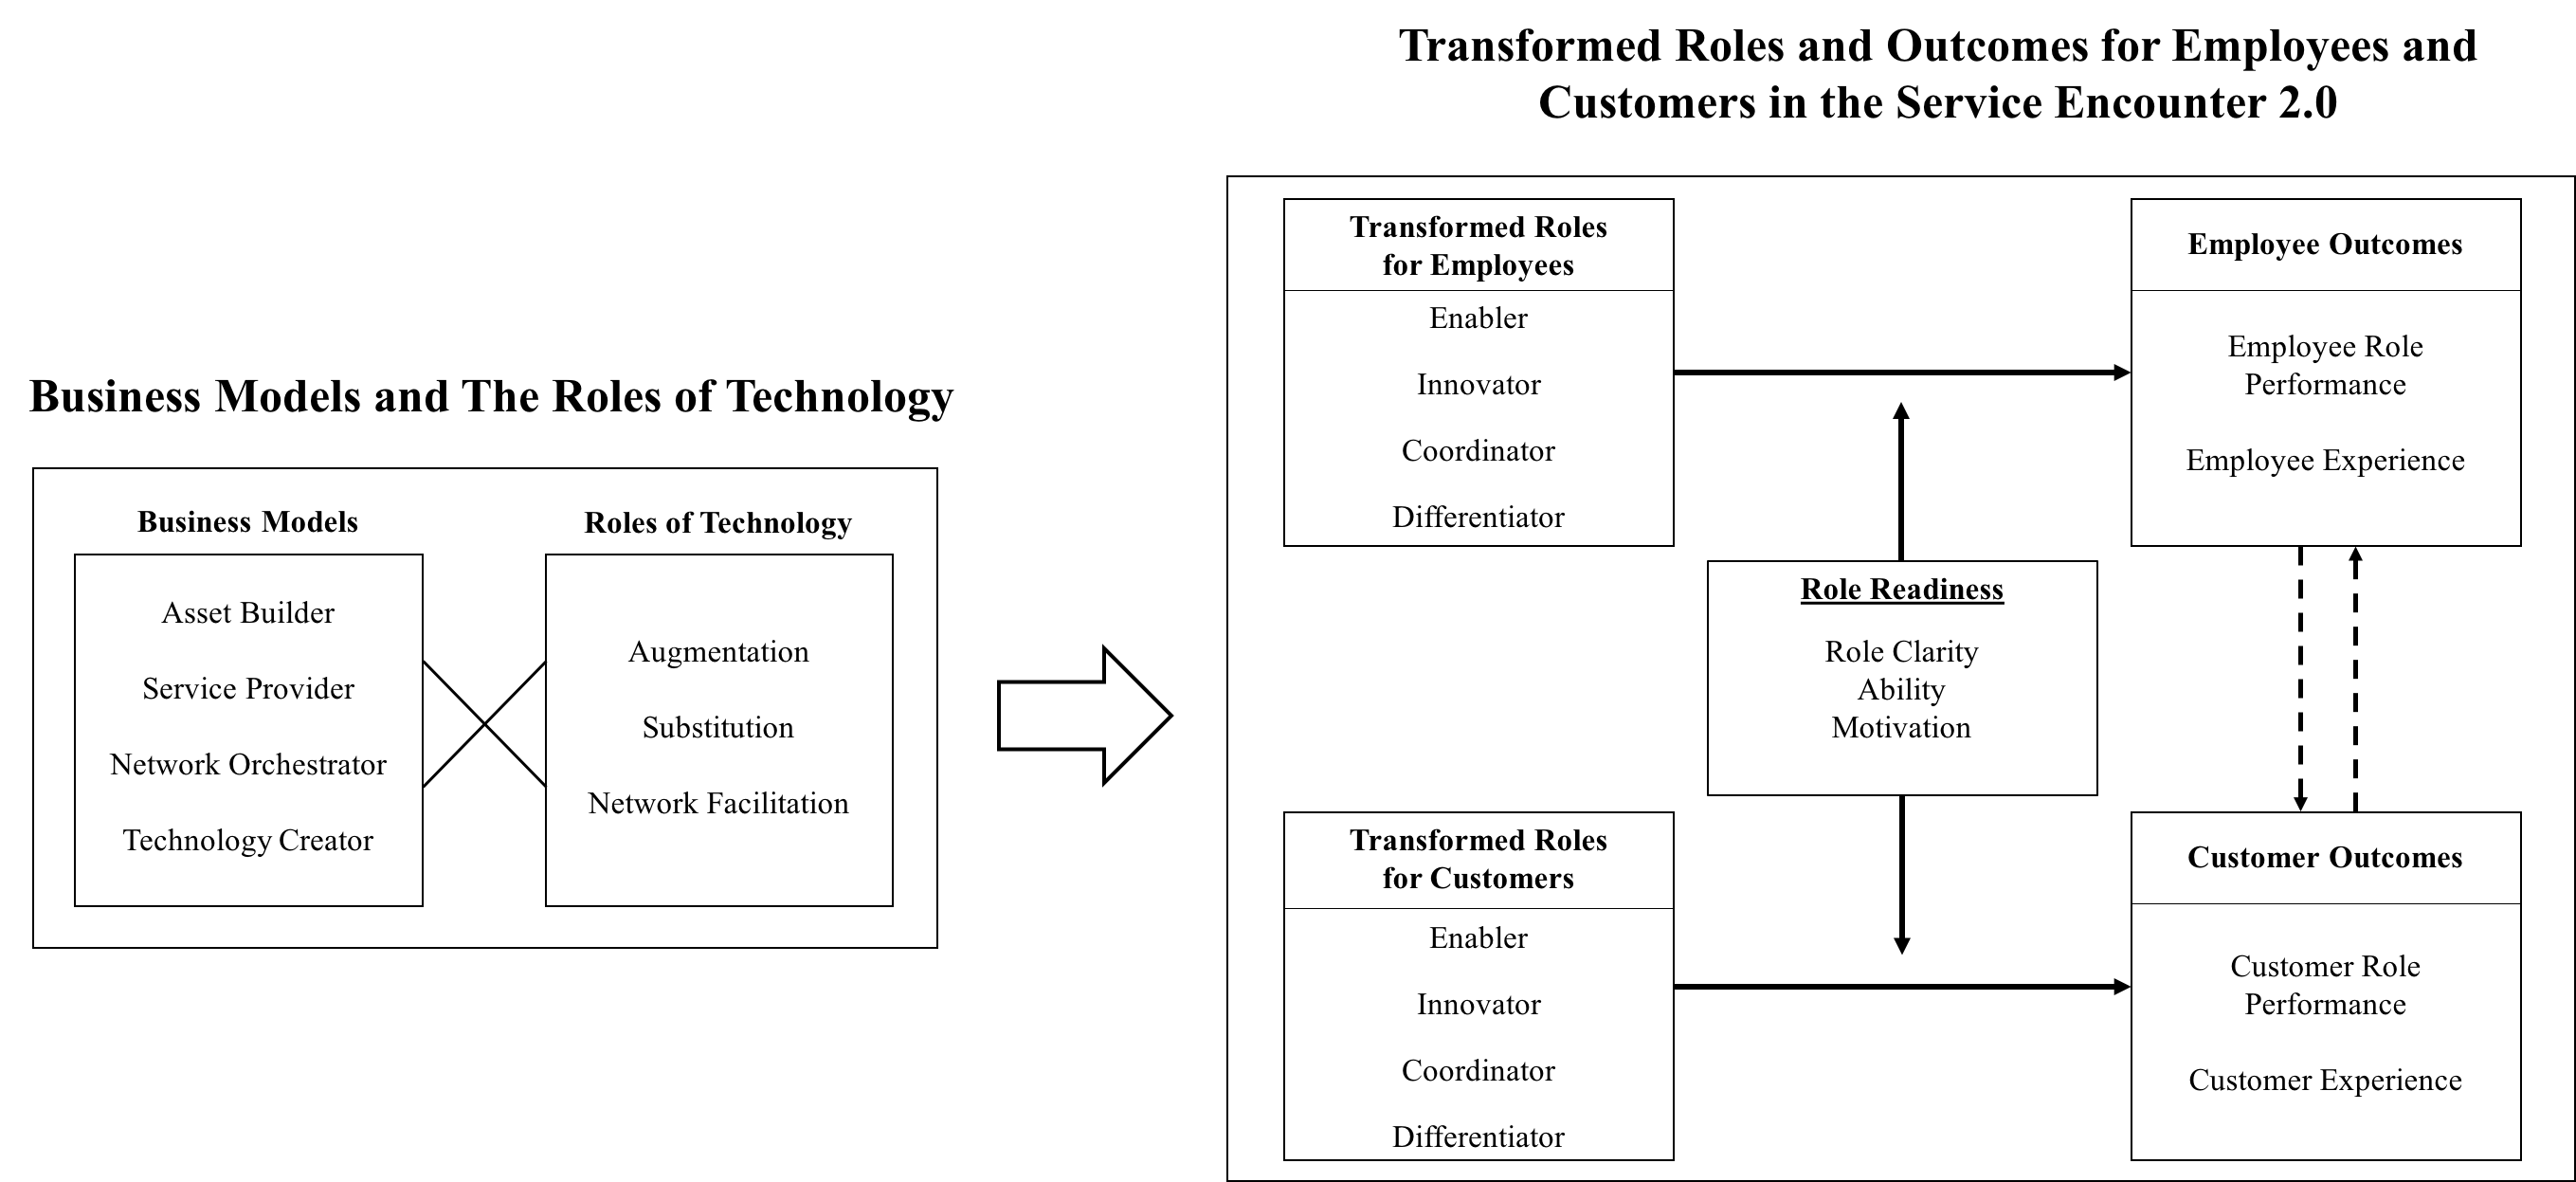 Business Models and The Roles of Technology
Business Models
Asset Builder
Service Provider
Network Orchestrator
Technology Creator
Roles of Technology
Augmentation
Substitution
Network Facilitation
Transformed Roles and Outcomes for Employees and
Customers in the Service Encounter 2.0
Transformed Roles
for Employees
Enabler
Innovator
Coordinator
Differentiator
Employee Outcomes
Employee Role
Performance
Employee Experience
Role Readiness
Role Clarity
Ability
Motivation
Transformed Roles
for Customers
Enabler
Innovator
Coordinator
Differentiator
Customer Outcomes
Customer Role
Performance
Customer Experience